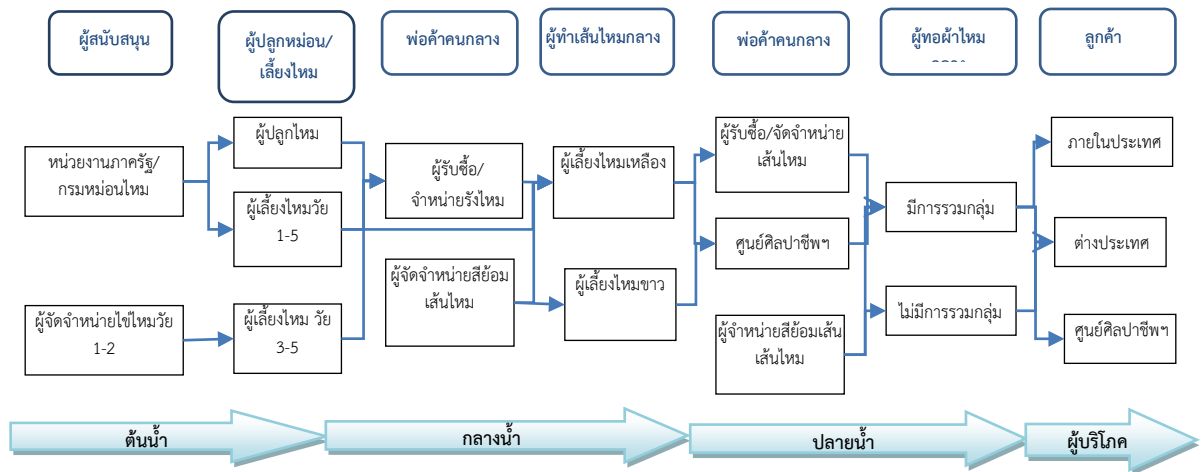 ผู้สนับสนุน
ผู้ปลูกหม่อน/
เลี้ยงไหม
พ่อค้าคนกลาง
ผู้ทำเส้นไหมกลาง
พ่อค้าคนกลาง
ผู้ทอผ้าไหม
ลูกค้า
หน่วยงานภาครัฐ/
กรมหม่อนไหม
ผู้จัดจำหน่ายไข่ไหมวัย
1-2
ผู้ปลูกไหม
ผู้เลี้ยงไหมวัย
1-5
ผู้เลี้ยงไหม วัย
3-5
ผู้รับซื้อ/
จำหน่ายรังไหม
ผู้จัดจำหน่ายสีย้อม
เส้นไหม
ผู้เลี้ยงไหมเหลือง
ผู้เลี้ยงไหมขาว
ผู้รับซื้อ/จัดจำหน่าย
เส้นไหม
ศูนย์ศิลปาชีพฯ
ผู้จำหน่ายสีย้อมเส้น
เส้นไหม
มีการรวมกลุ่ม
ไม่มีการรวมกลุ่ม
ภายในประเทศ
ต่างประเทศ
ศูนย์ศิลปาชีพฯ
ต้นน้ำ
กลางน้ำ
ปลายน้ำ
ผู้บริโภค